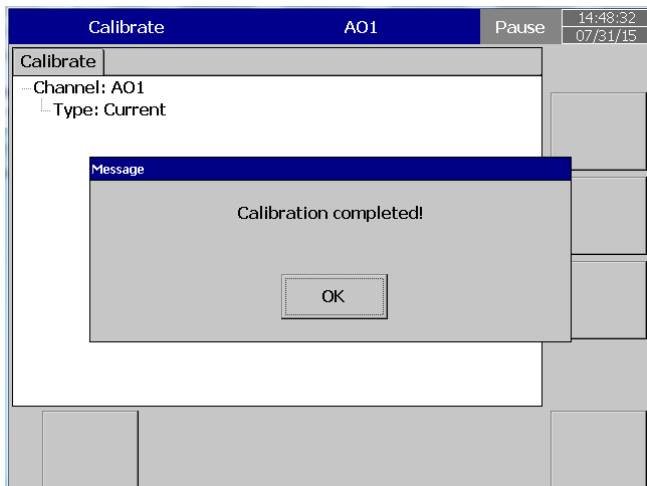 Calibrate AO1 Pause 14:48:32
07/31/15
Calibrate
Channel: AO1
Type: Current
Message
Calibration completed!
OK